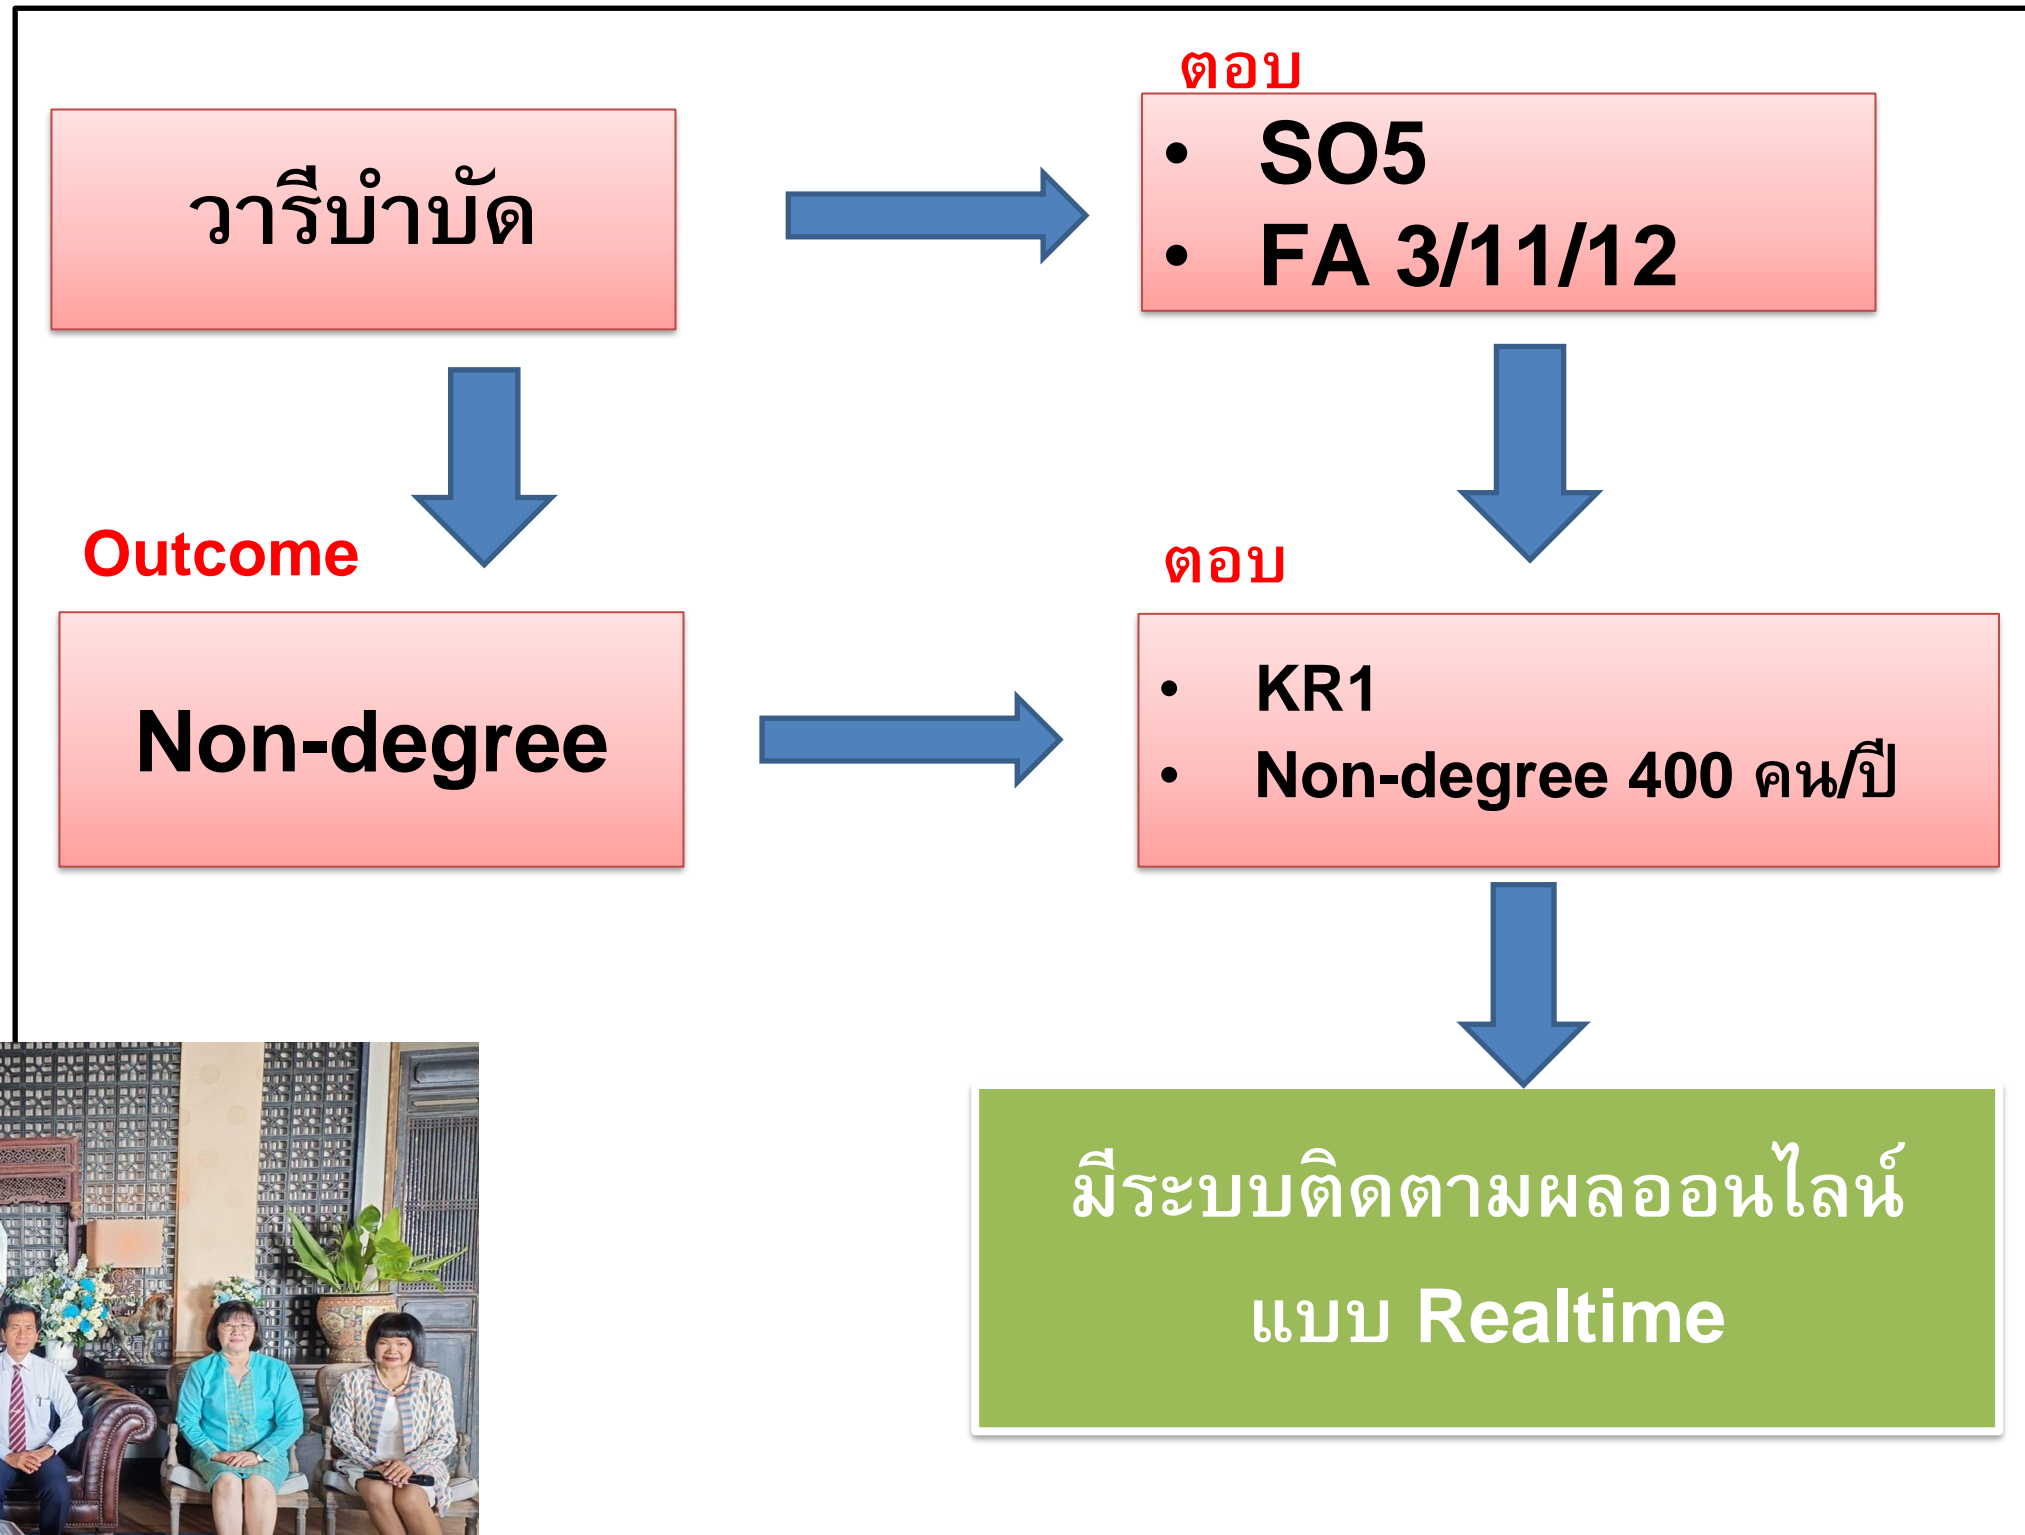 ตอบ
วารีบำบัด
• SO5
• FA 3/11/12
Outcome
ตอบ
Non-degree
• KR1
• Non-degree 400 คน/ปี
มีระบบติดตามผลออนไลน์
แบบ Realtime